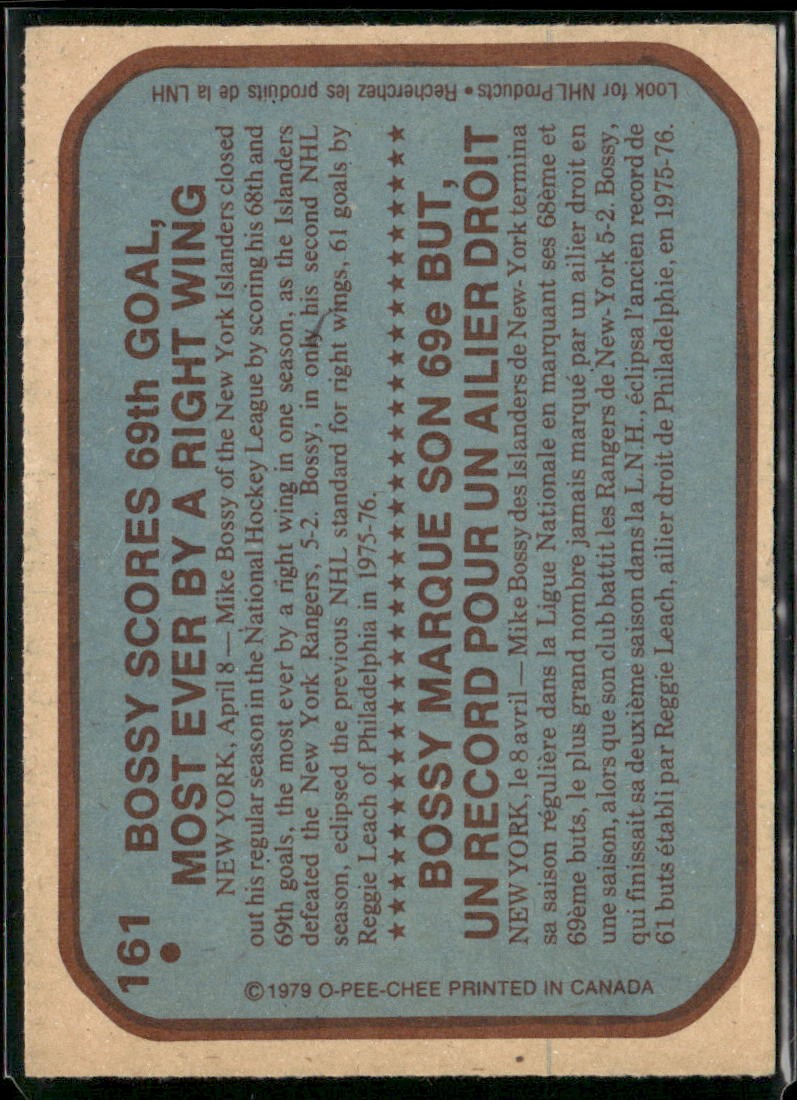 161
BOSSY SCORES 69th GOAL,
MOST EVER BY A RIGHT WING
NEW YORK, April 8 — Mike Bossy of the New York Islanders closed
out his regular season in the National Hockey League by scoring his 68th and
69th goals, the most ever by a right wing in one season, as the Islanders
defeated the New York Rangers, 5-2. Bossy, in only his second NHL
season, eclipsed the previous NHL standard for right wings, 61 goals by
Reggie Leach of Philadelphia in 1975-76.
★★★★★★★★★★★★★★★★★★★★★★★★★★★★★★
BOSSY MARQUE SON 69e BUT,
UN RECORD POUR UN AILIER DROIT
NEW YORK, le 8 avril — Mike Bossy des Islanders de New-York termina
sa saison régulière dans la Ligue Nationale en marquant ses 68ème et
69ème buts, le plus grand nombre jamais marqué par un ailier droit en
une saison, alors que son club battit les Rangers de New-York 5-2. Bossy,
qui finissait sa deuxième saison dans la L.N.H., éclipsa l'ancien record de
61 buts établi par Reggie Leach, ailier droit de Philadelphie, en 1975-76.
©1979 O-PEE-CHEE PRINTED IN CANADA
Look for NHL Products • Recherchez les produits de la LNH